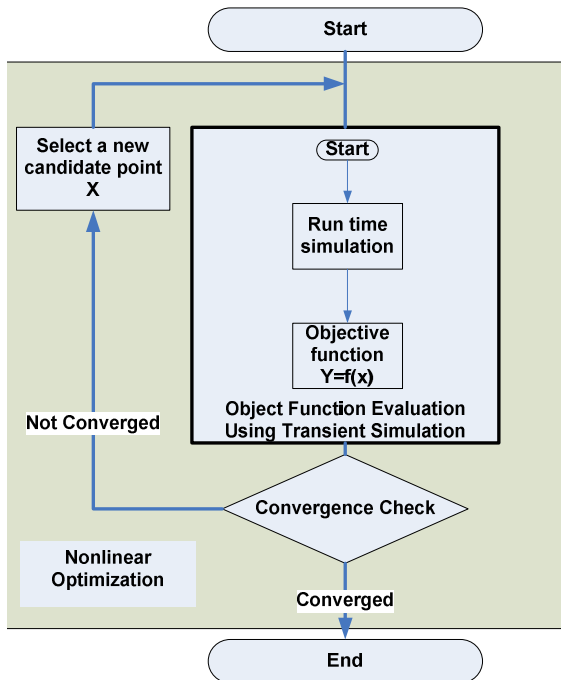 Start
Select a new
candidate point
X
Start
Run time
simulation
Objective
function
Y=f(x)
Object Function Evaluation
Using Transient Simulation
Not Converged
Convergence Check
Nonlinear
Optimization
Converged
End